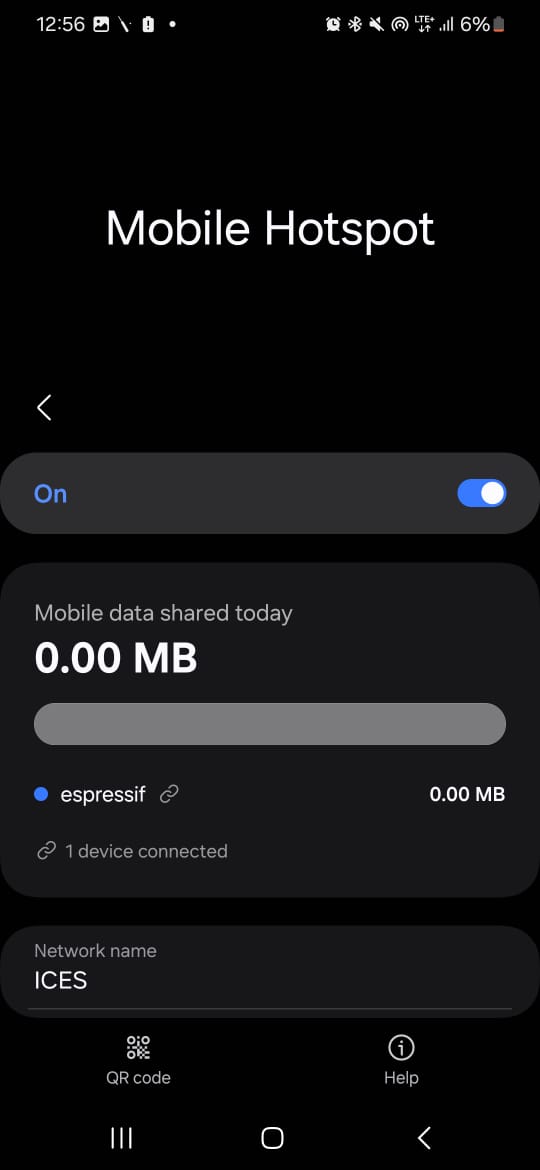 12:56
LTE+ 6%
Mobile Hotspot
On
Mobile data shared today
0.00 MB
espressif 0.00 MB
1 device connected
Network name
ICES
QR code Help